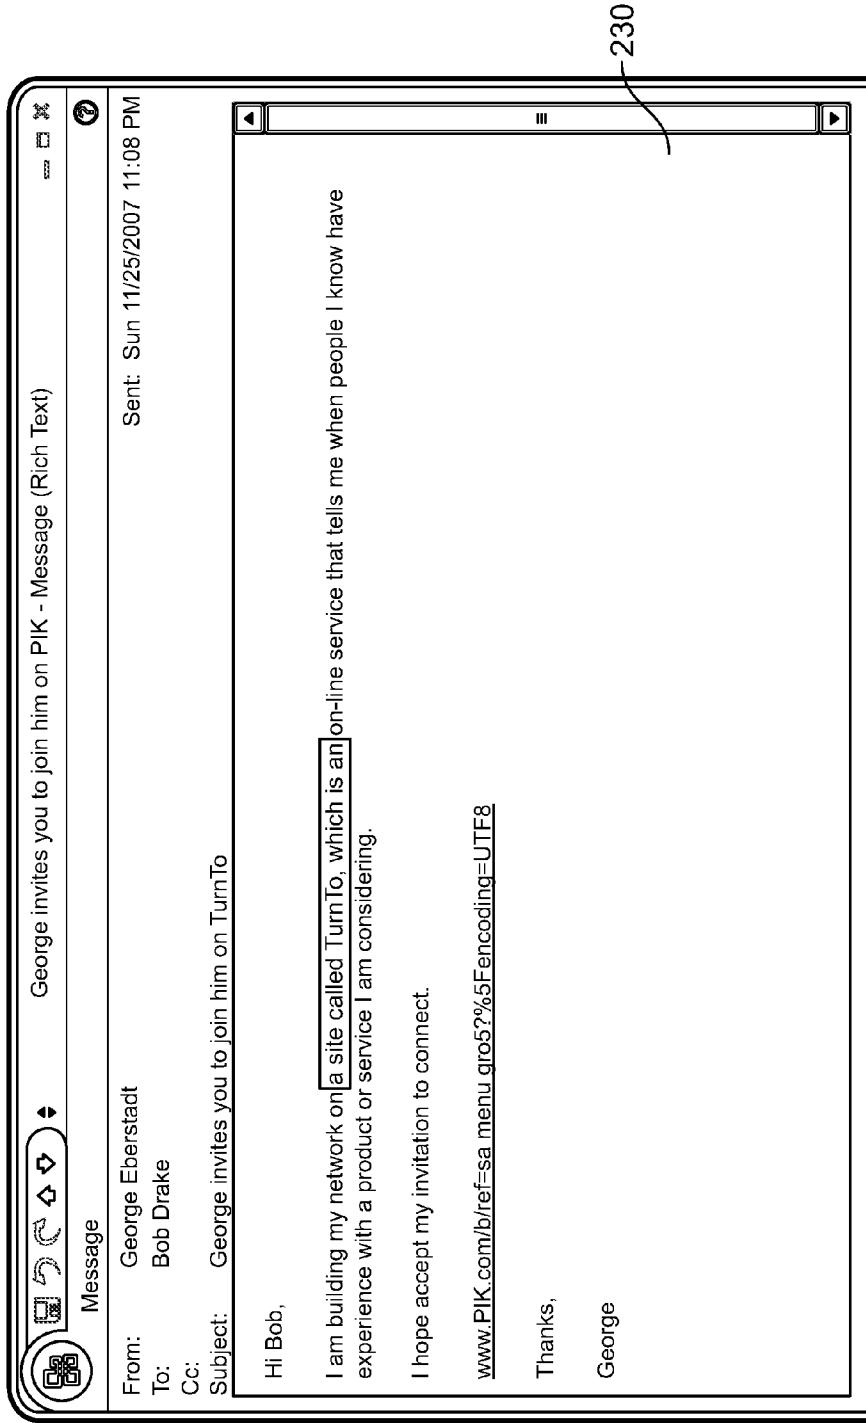 George invites you to join him on PIK - Message (Rich Text)
Message
From: George Eberstadt
Sent: Sun 11/25/2007 11:08 PM
To: Bob Drake
Cc:
Subject: George invites you to join him on TurnTo
Hi Bob,
I am building my network on a site called TurnTo, which is an on-line service that tells me when people I know have
experience with a product or service I am considering.
I hope accept my invitation to connect.
www.PIK.com/b/ref=sa menu gro5?%5Fencoding=UTF8
Thanks,
George
230